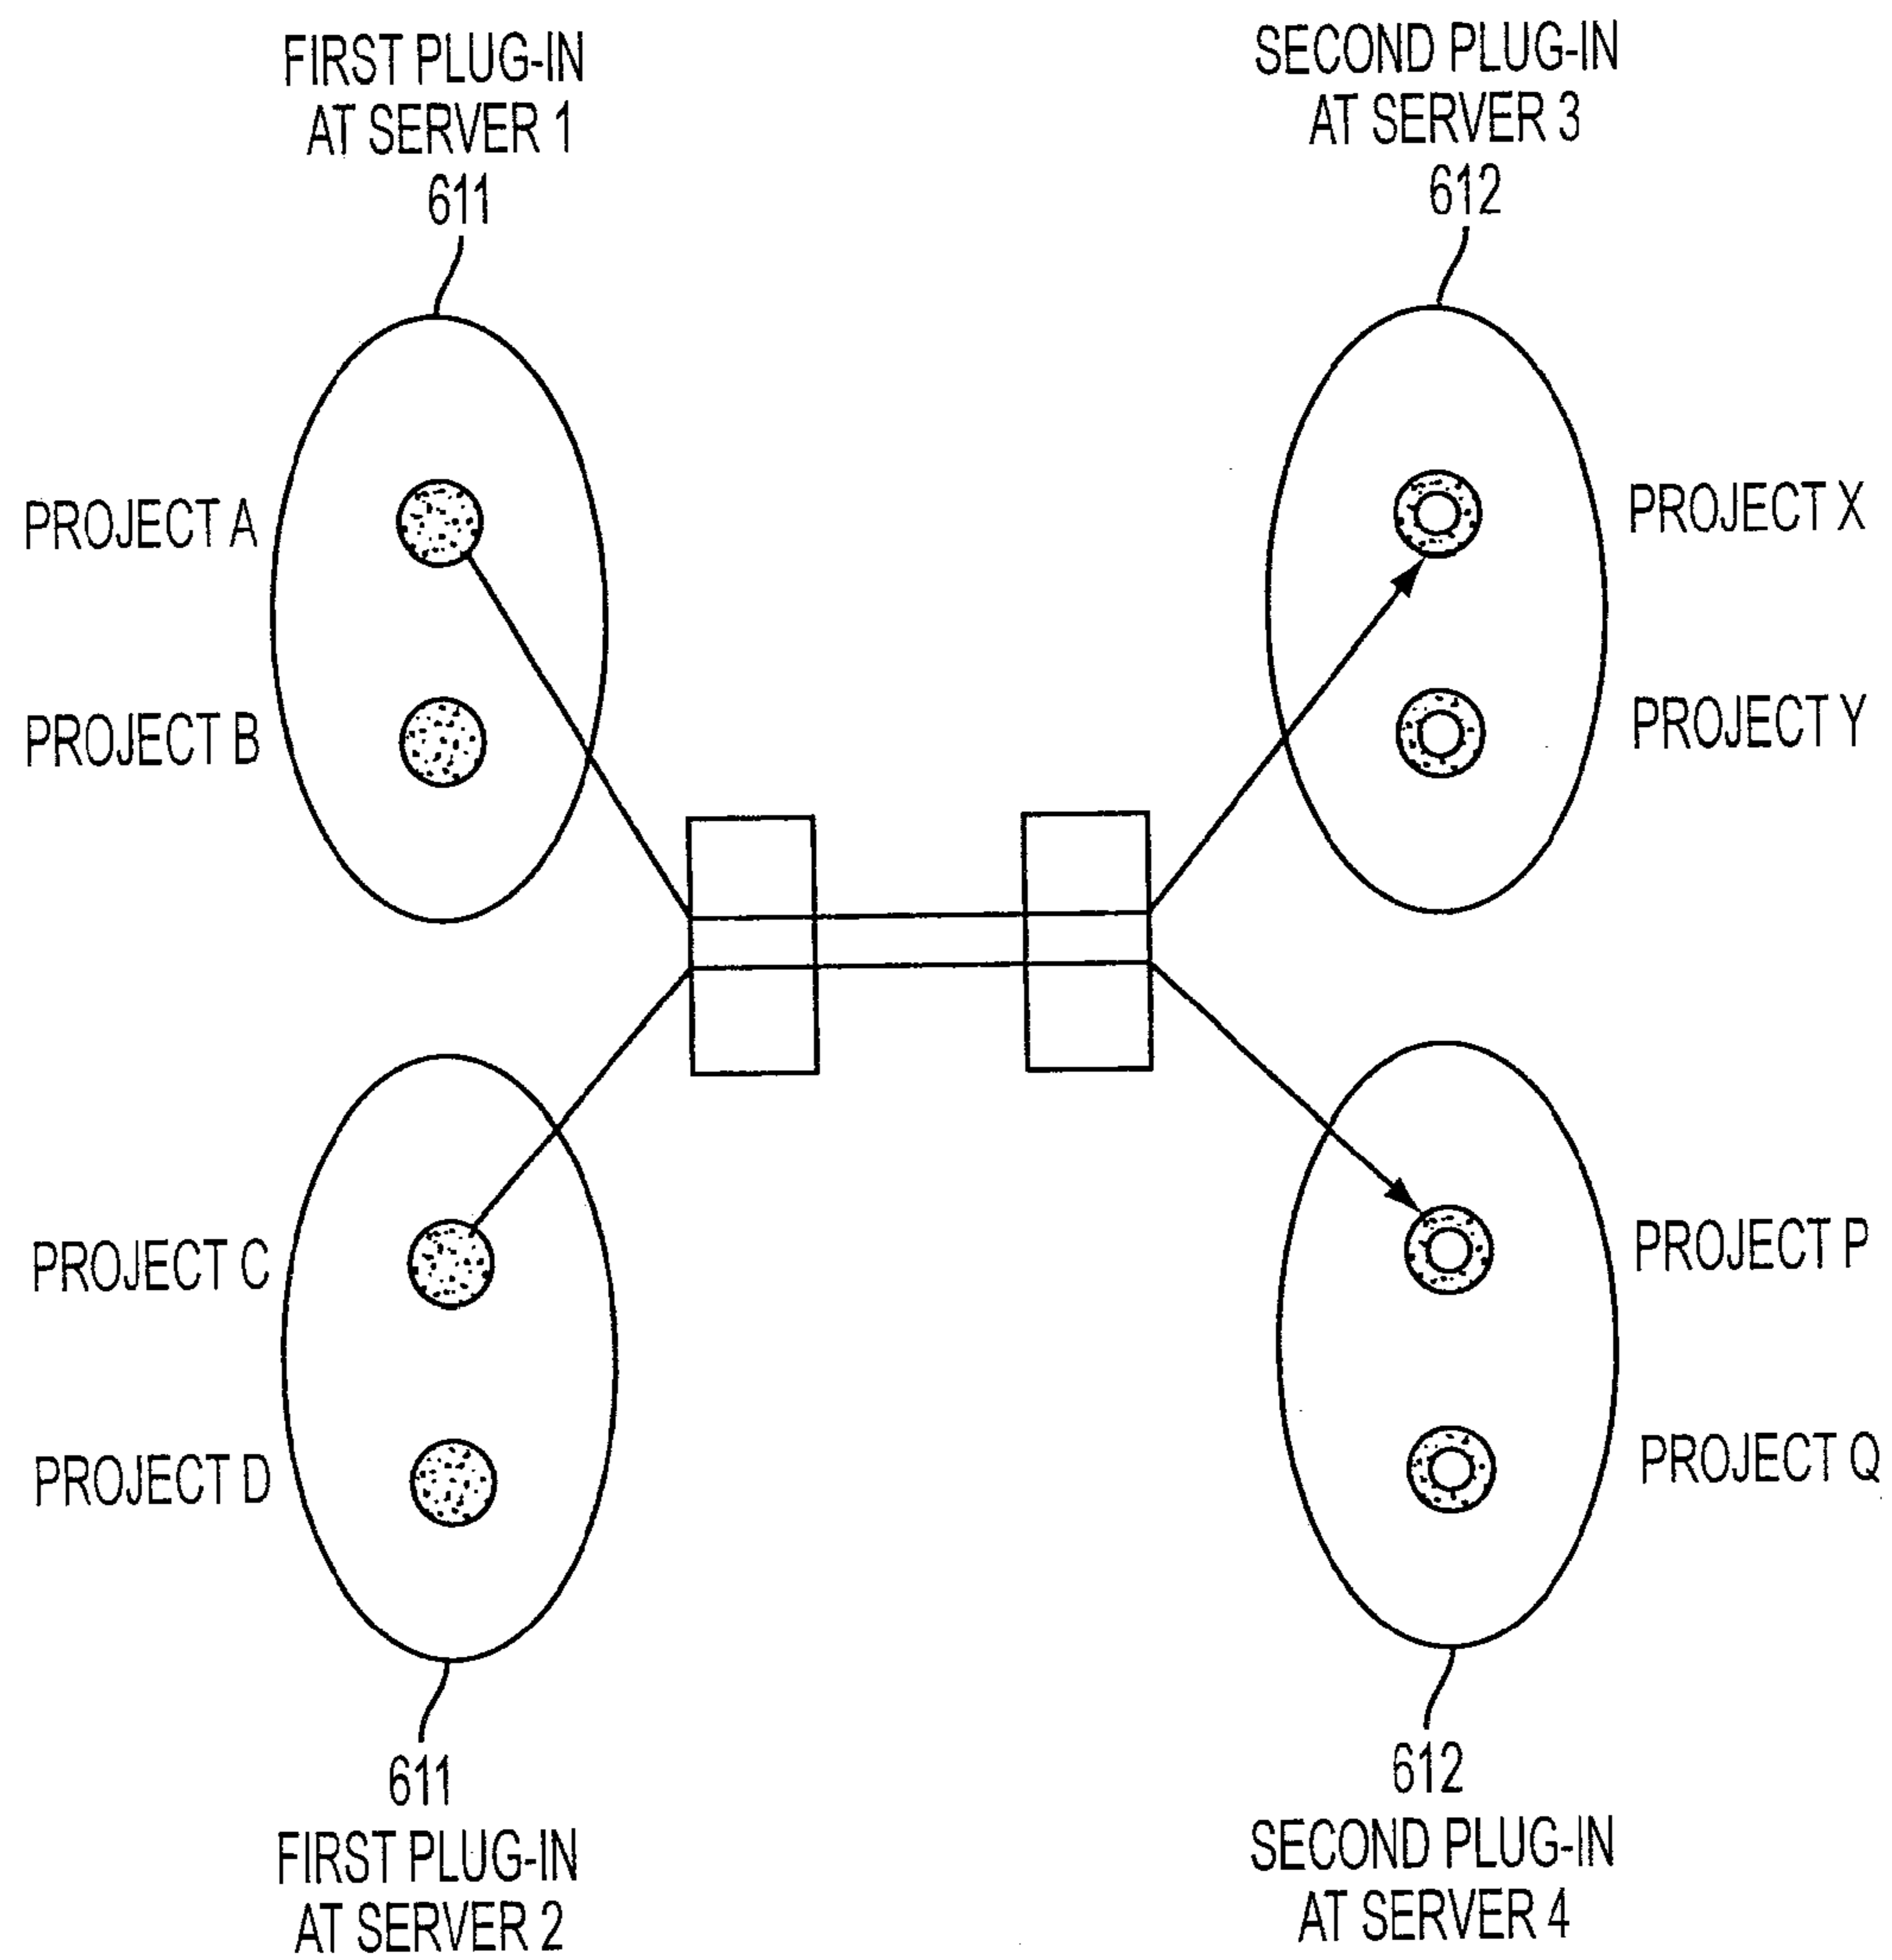 FIRST PLUG-IN
AT SERVER 1
611
SECOND PLUG-IN
AT SERVER 3
612
PROJECT A
PROJECT X
PROJECT B
PROJECT Y
PROJECT C
PROJECT P
PROJECT D
PROJECT Q
611
FIRST PLUG-IN
AT SERVER 2
612
SECOND PLUG-IN
AT SERVER 4